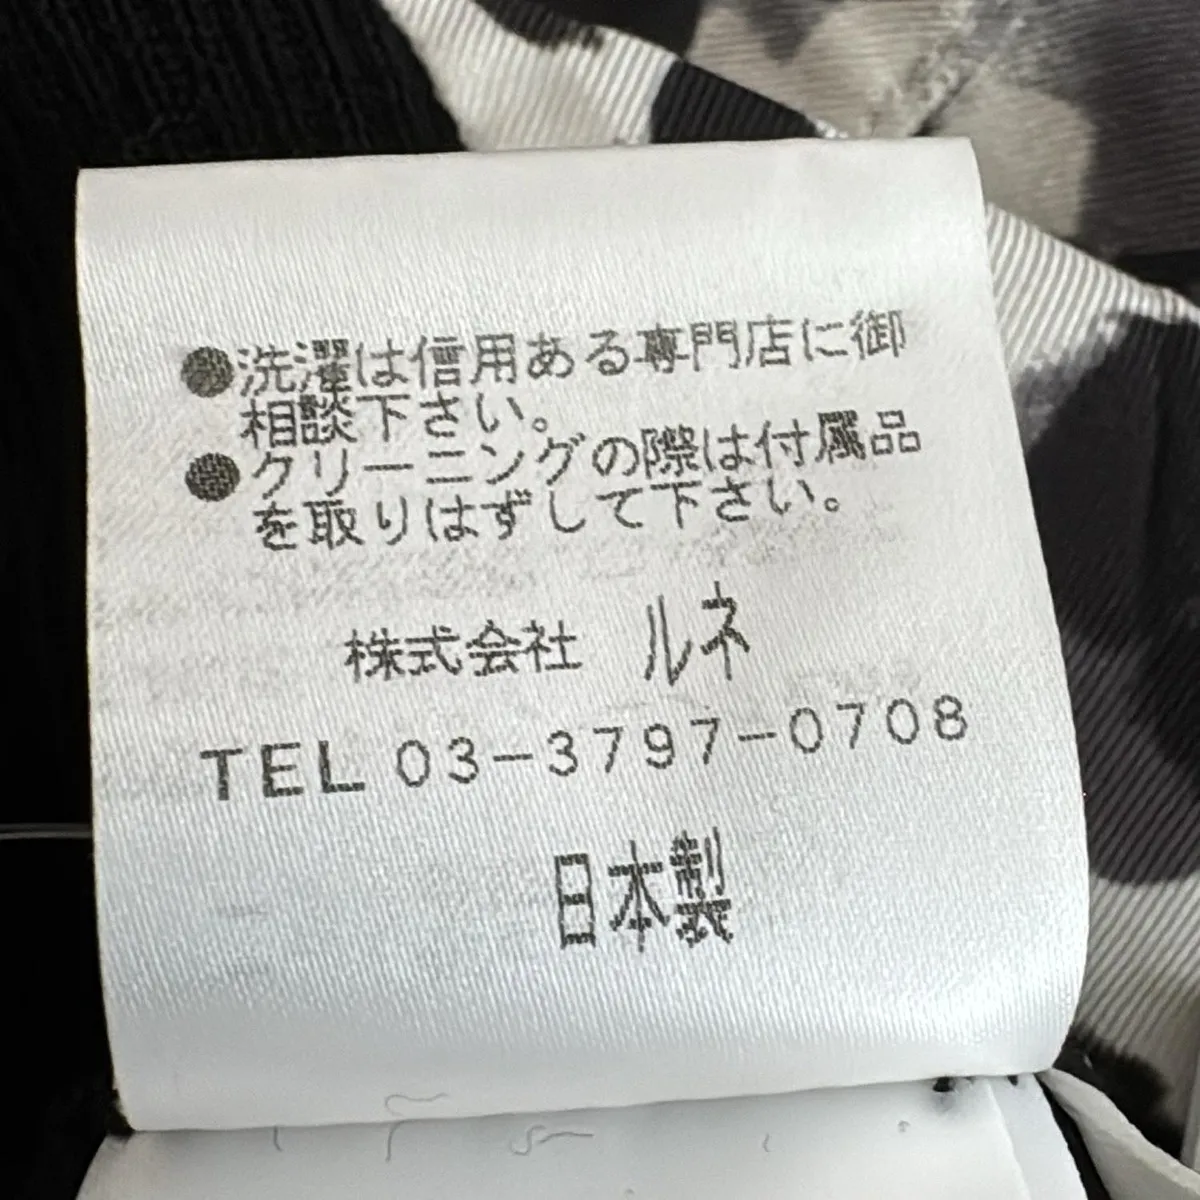 ●洗濯は信用ある専門店に御
相談下さい。
●クリーニングの際は付属品
を取りはずして下さい。
株式会社 ルネ
TEL 03-3797-0708
日本製